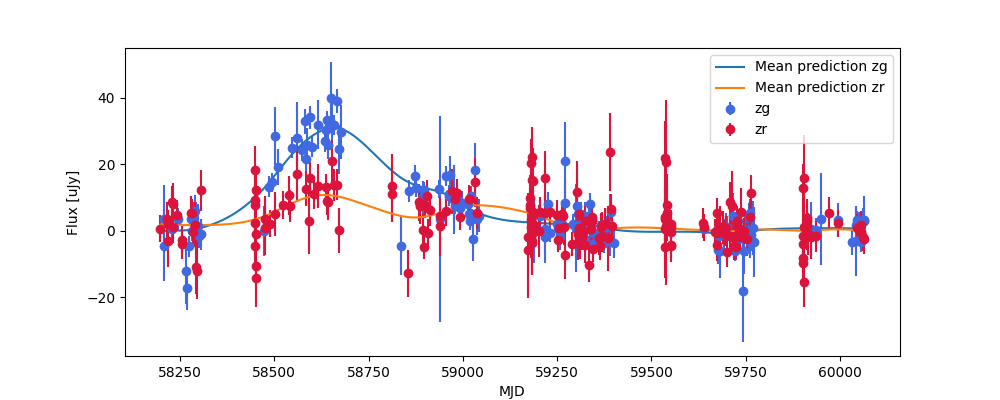 Mean prediction zg
Mean prediction zr
zg
zr
Flux [uJy]
40
20
0
−20
58250 58500 58750 59000 59250 59500 59750 60000
MJD